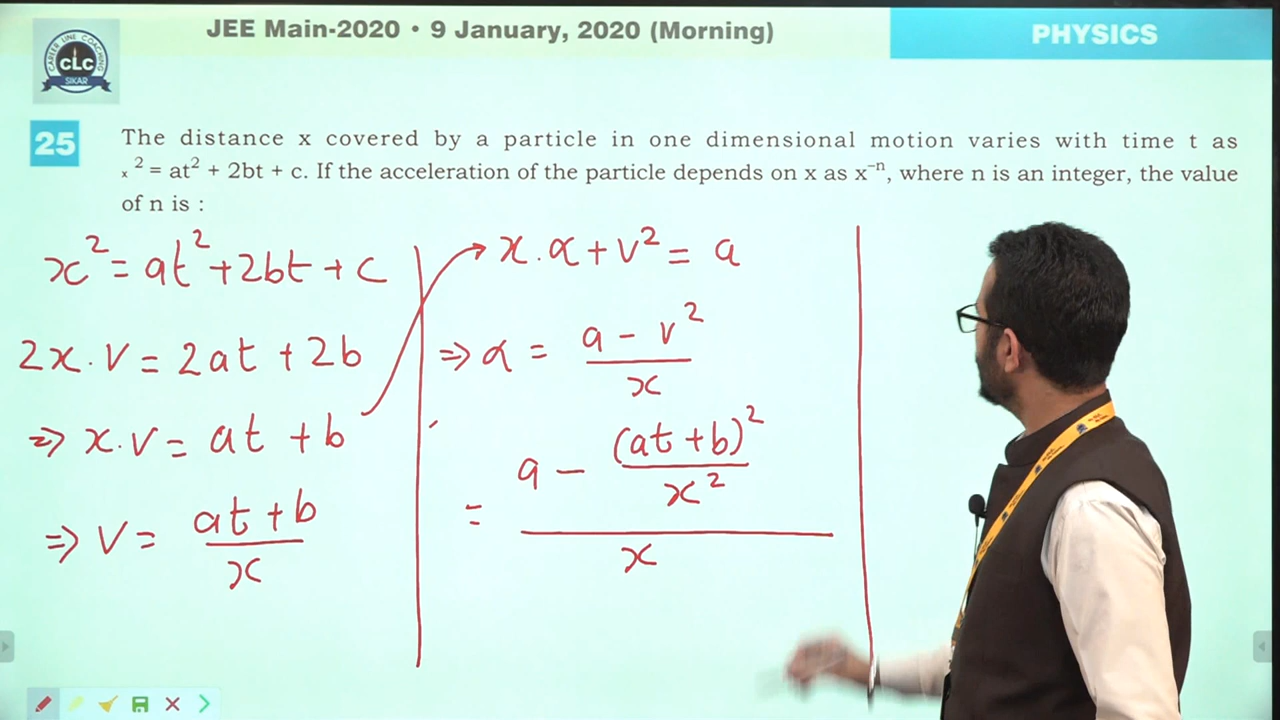 JEE Main-2020 • 9 January, 2020 (Morning)
PHYSICS
CAREER LINE COACHING
CLC
SIKAR
25
The distance x covered by a particle in one dimensional motion varies with time t as
x² = at² + 2bt + c. If the acceleration of the particle depends on x as x⁻ⁿ, where n is an integer, the value
of n is :
x² = at² + 2bt + c
2x.v = 2at + 2b
⇒ x.v = at + b
⇒ v = (at + b)/x
x.α + v² = a
⇒ α = (a - v²)/x
= (a - (at + b)²/x²)/x